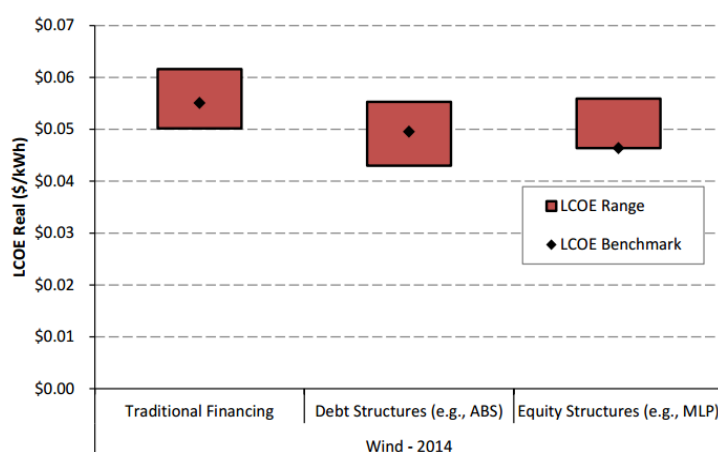 $0.07
$0.06
$0.05
$0.04
$0.03
$0.02
$0.01
$0.00
LCOE Real ($/kWh)
LCOE Range
LCOE Benchmark
Traditional Financing
Debt Structures (e.g., ABS)
Equity Structures (e.g., MLP)
Wind - 2014